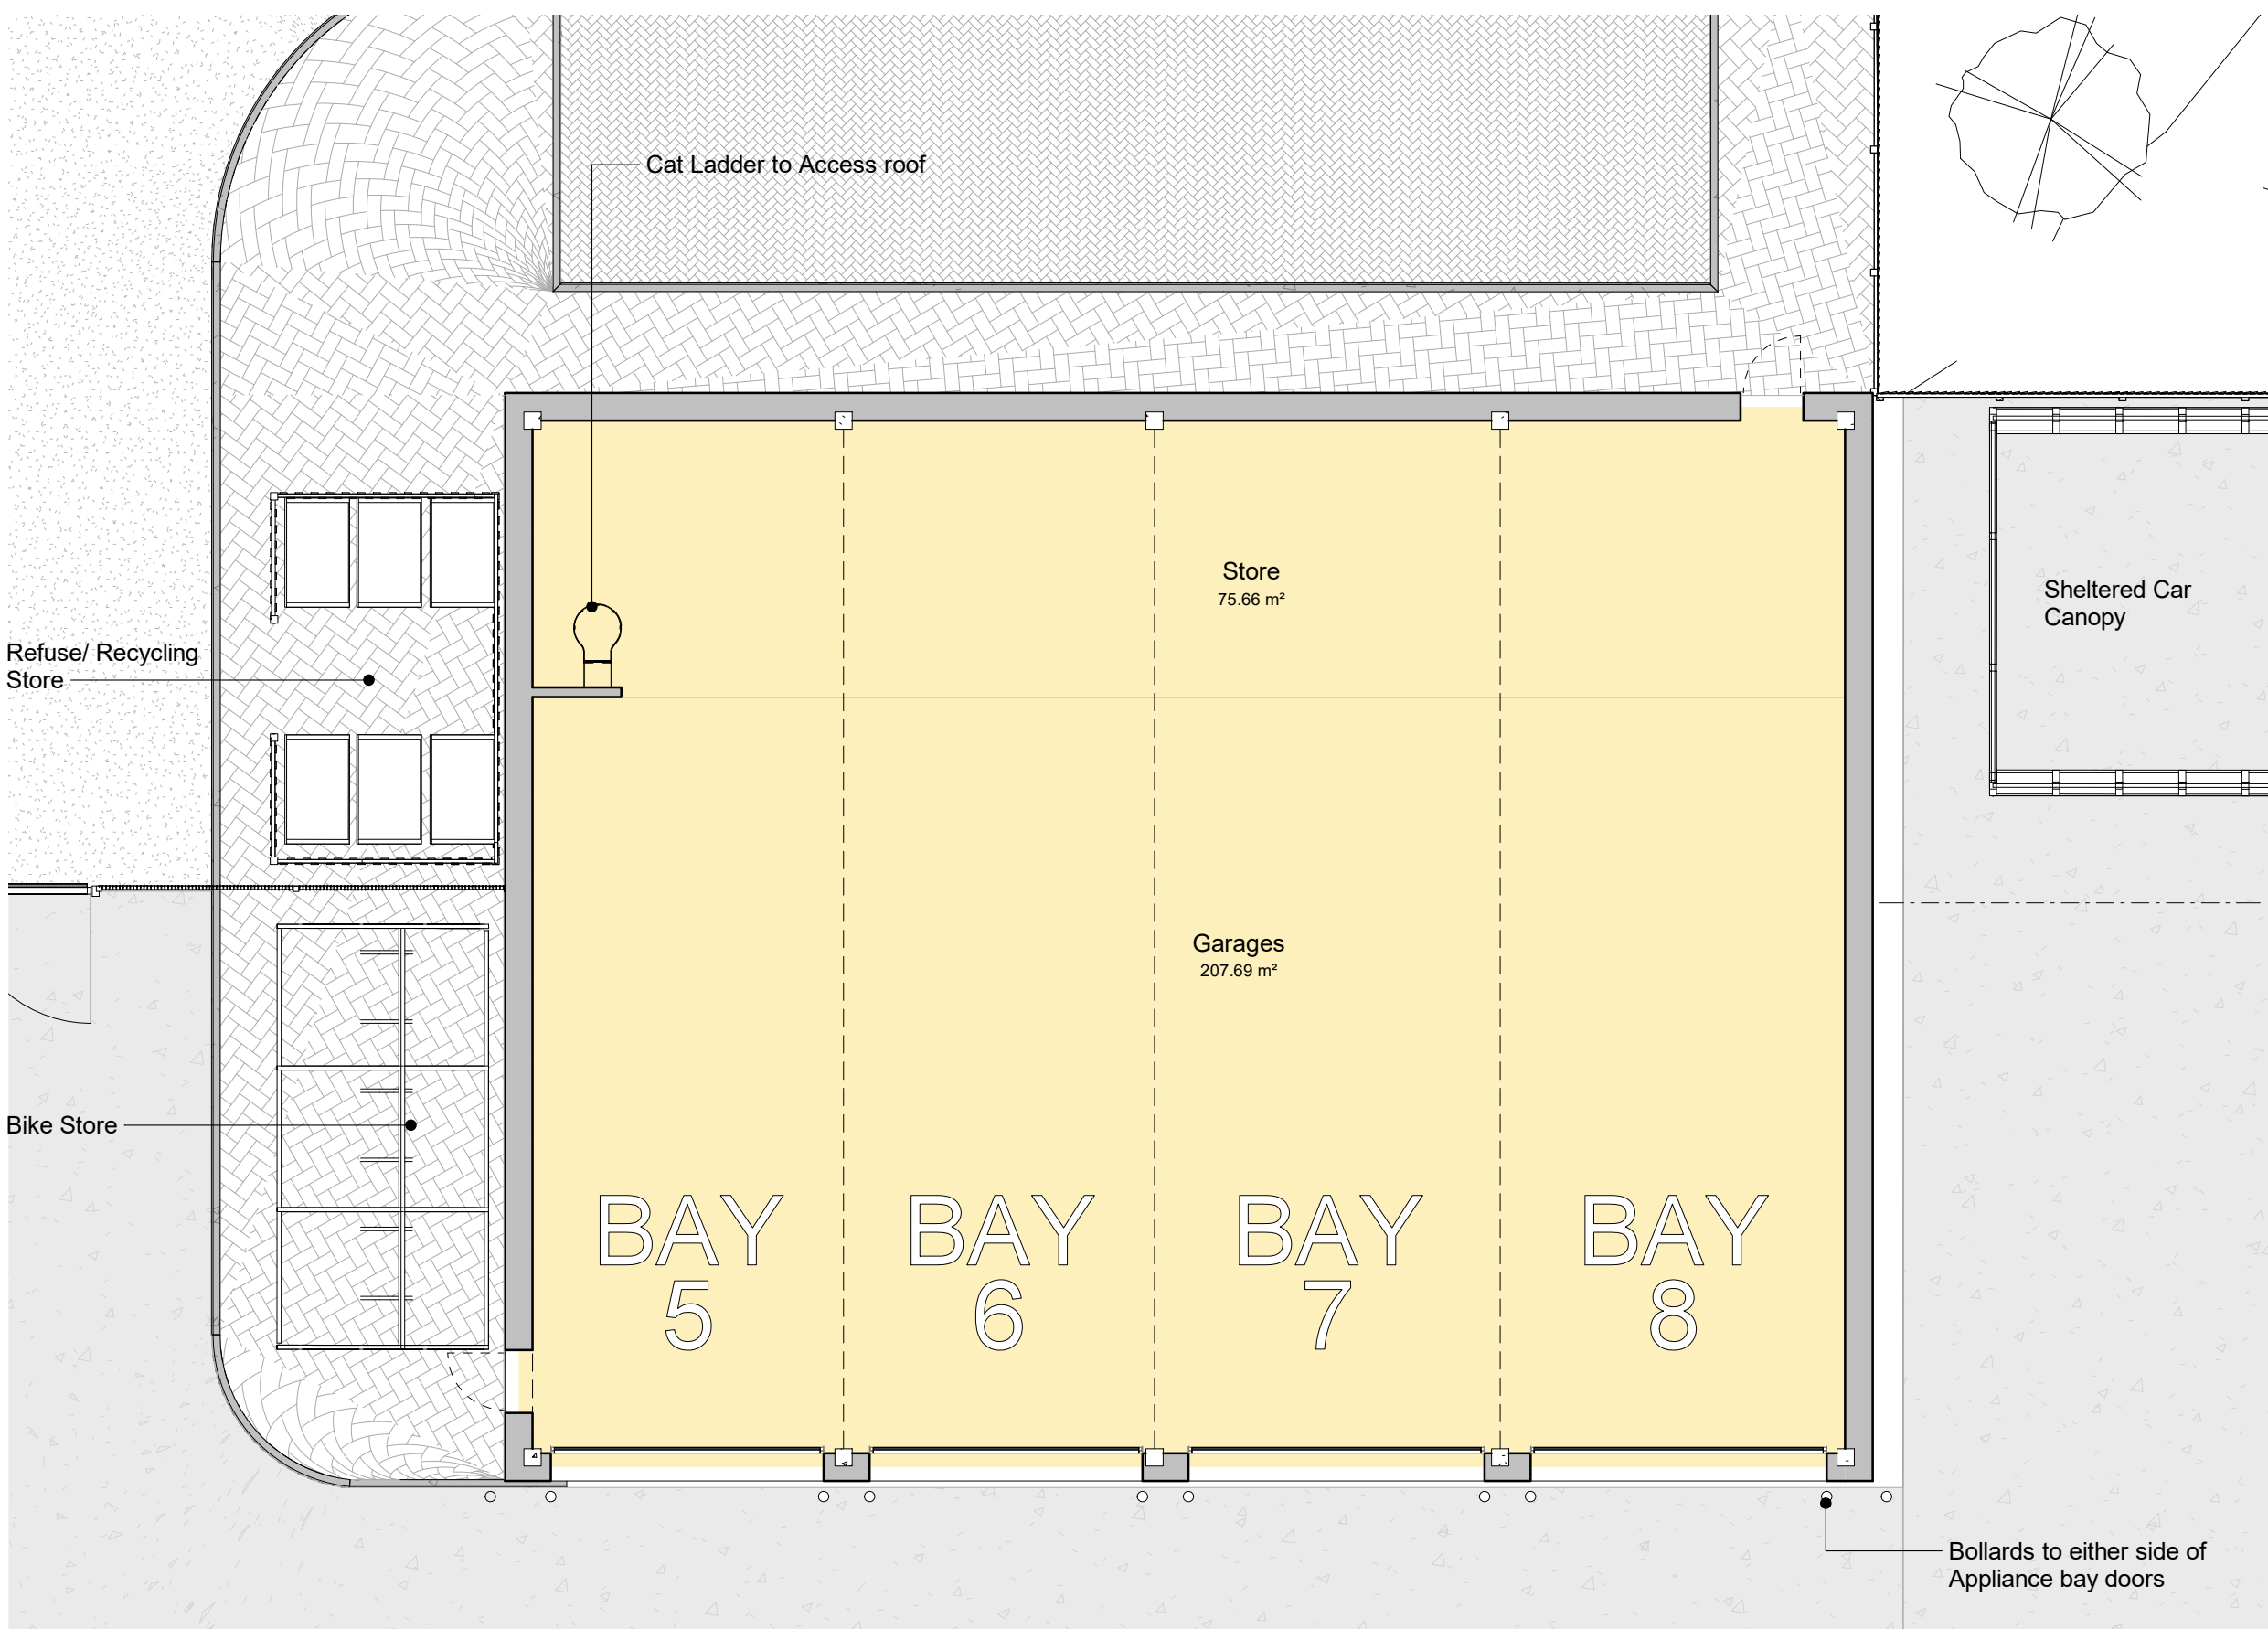 Cat Ladder to Access roof
Store
75.66 m²
Sheltered Car
Canopy
Refuse/ Recycling
Store
Garages
207.69 m²
Bike Store
BAY
5
BAY
6
BAY
7
BAY
8
Bollards to either side of
Appliance bay doors